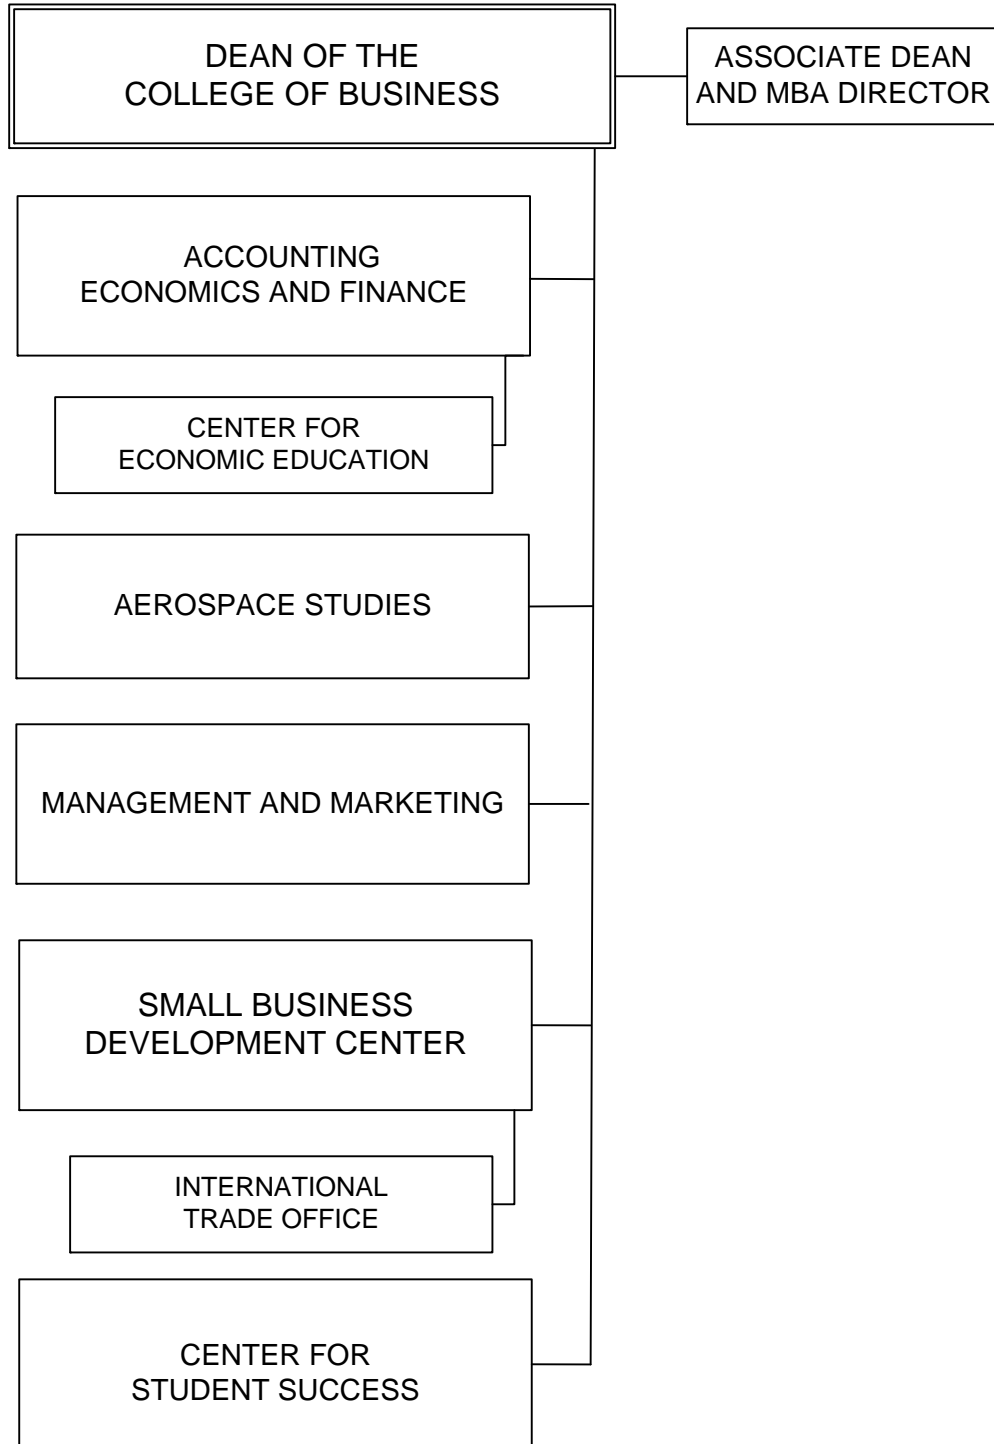 DEAN OF THE
COLLEGE OF BUSINESS
ASSOCIATE DEAN
AND MBA DIRECTOR
ACCOUNTING
ECONOMICS AND FINANCE
CENTER FOR
ECONOMIC EDUCATION
AEROSPACE STUDIES
MANAGEMENT AND MARKETING
SMALL BUSINESS
DEVELOPMENT CENTER
INTERNATIONAL
TRADE OFFICE
CENTER FOR
STUDENT SUCCESS